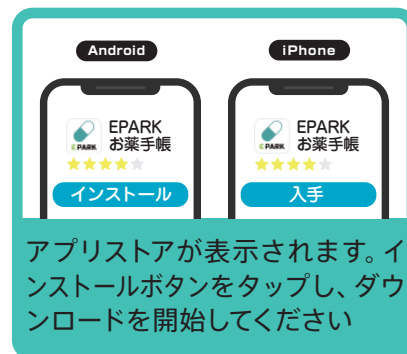 Android
iPhone
EPARK
EPARK
お薬手帳
EPARK
EPARK
お薬手帳
インストール
入手
アプリストアが表示されます。イ
ンストールボタンをタップし、ダウ
ンロードを開始してください